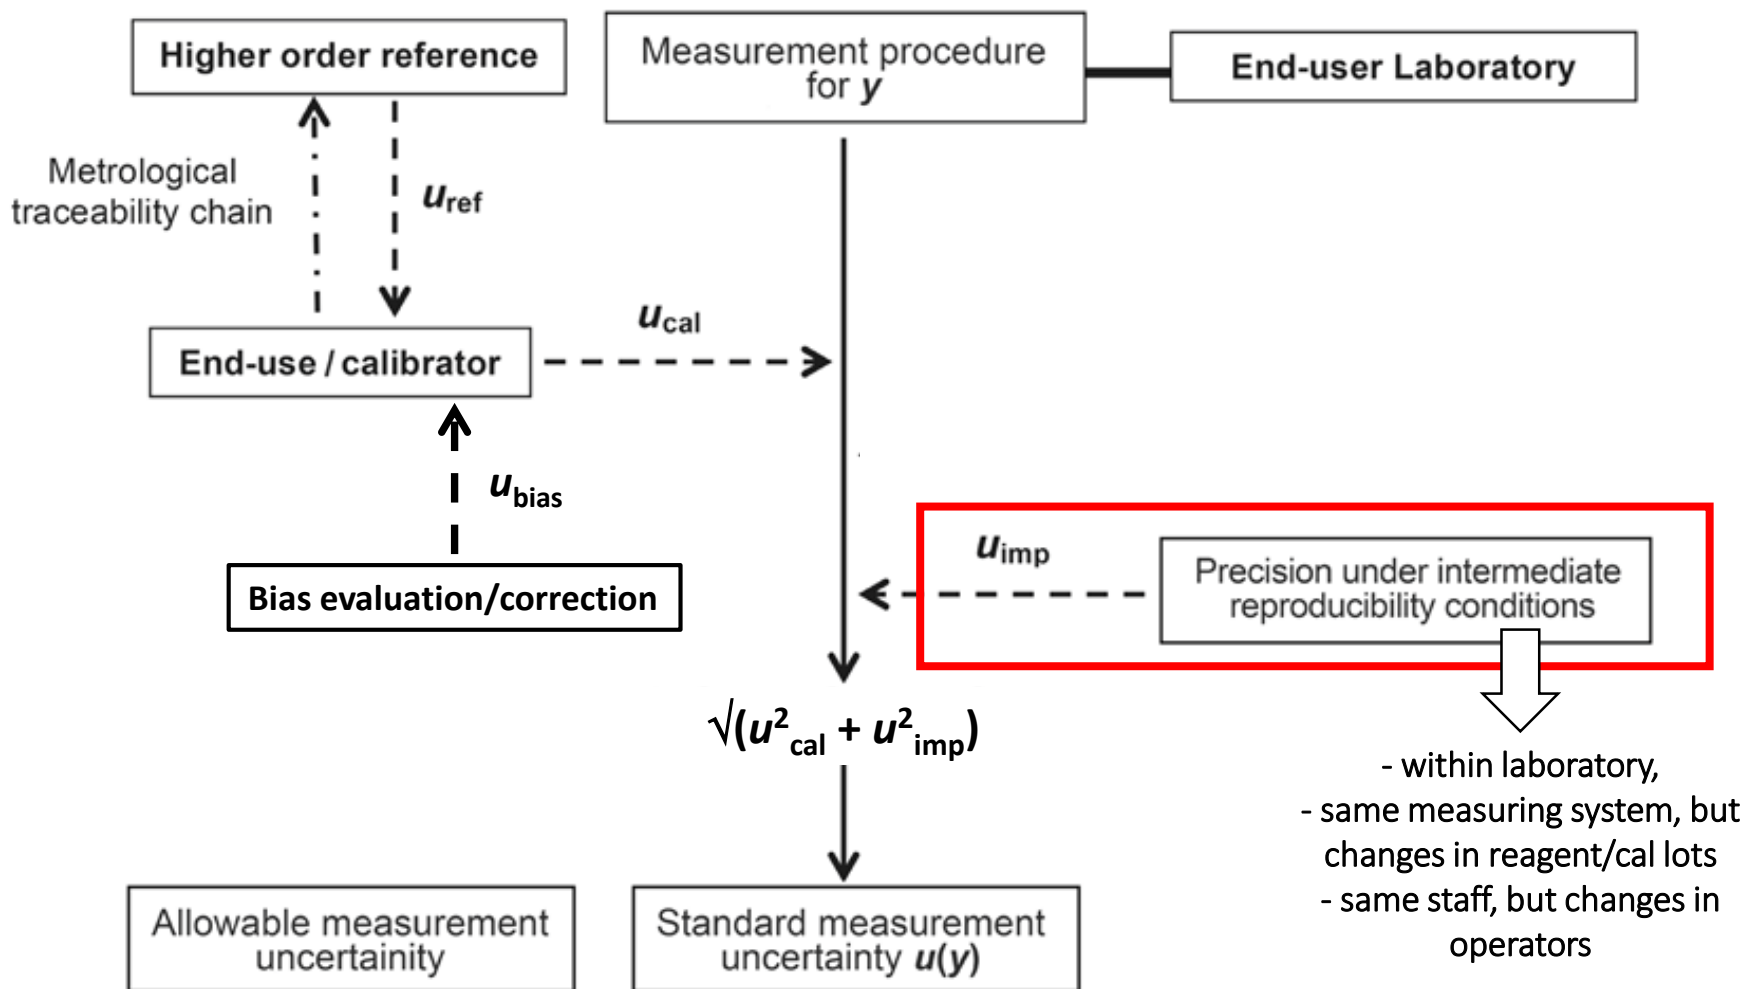 Higher order reference
Measurement procedure
for y
End-user Laboratory
Metrological
traceability chain
uref
ucal
End-use / calibrator
ubias
Bias evaluation/correction
uimp
Precision under intermediate
reproducibility conditions
√(u²cal + u²imp)
- within laboratory,
- same measuring system, but
changes in reagent/cal lots
- same staff, but changes in
operators
Allowable measurement
uncertainity
Standard measurement
uncertainty u(y)